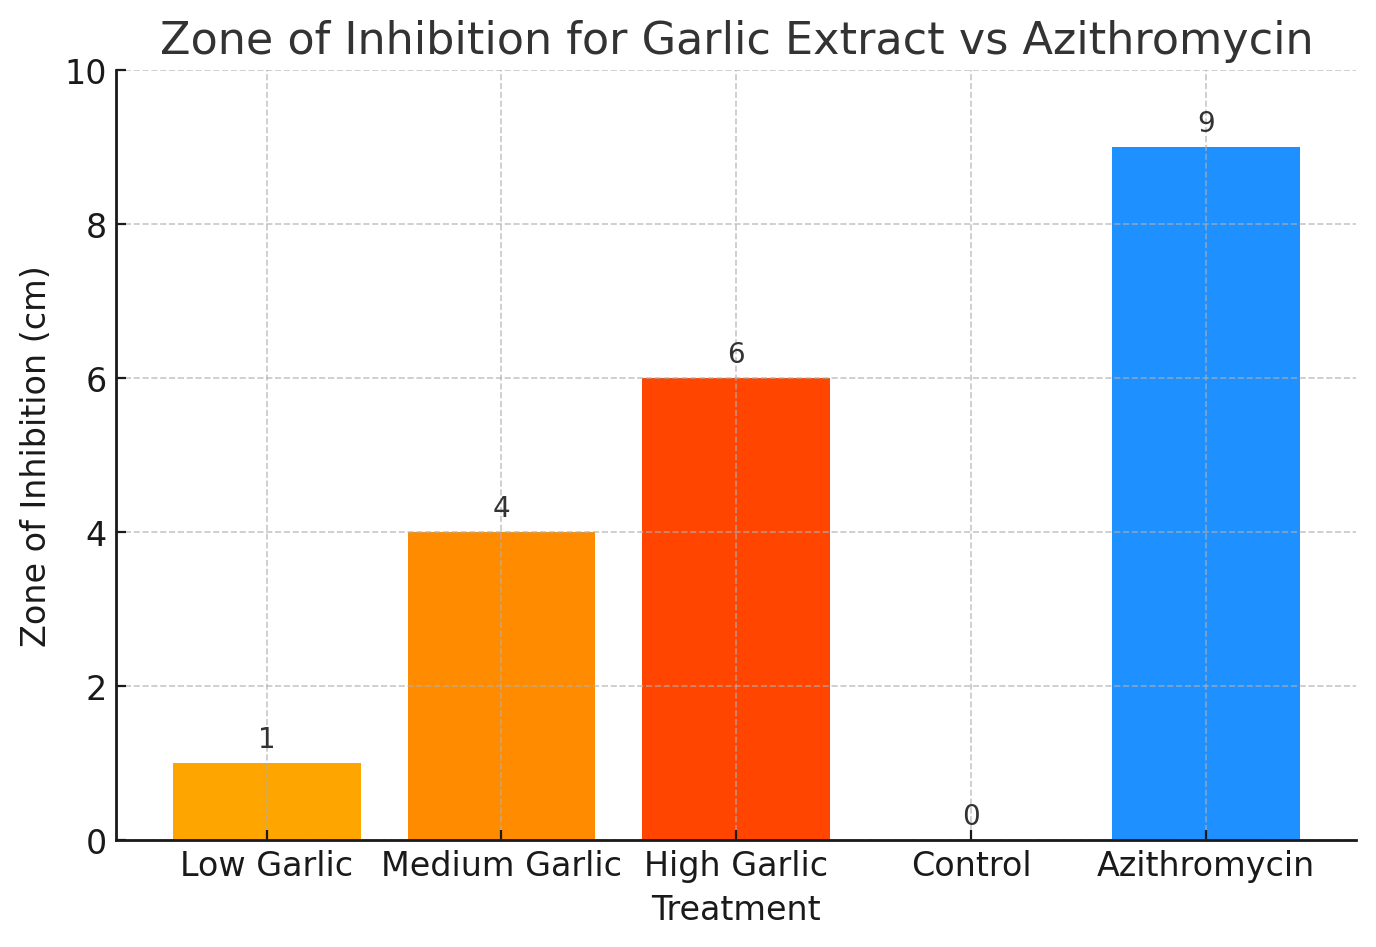 Zone of Inhibition for Garlic Extract vs Azithromycin
Zone of Inhibition (cm)
10
8
6
4
2
0
1
4
6
0
9
Low Garlic Medium Garlic High Garlic Control Azithromycin
Treatment